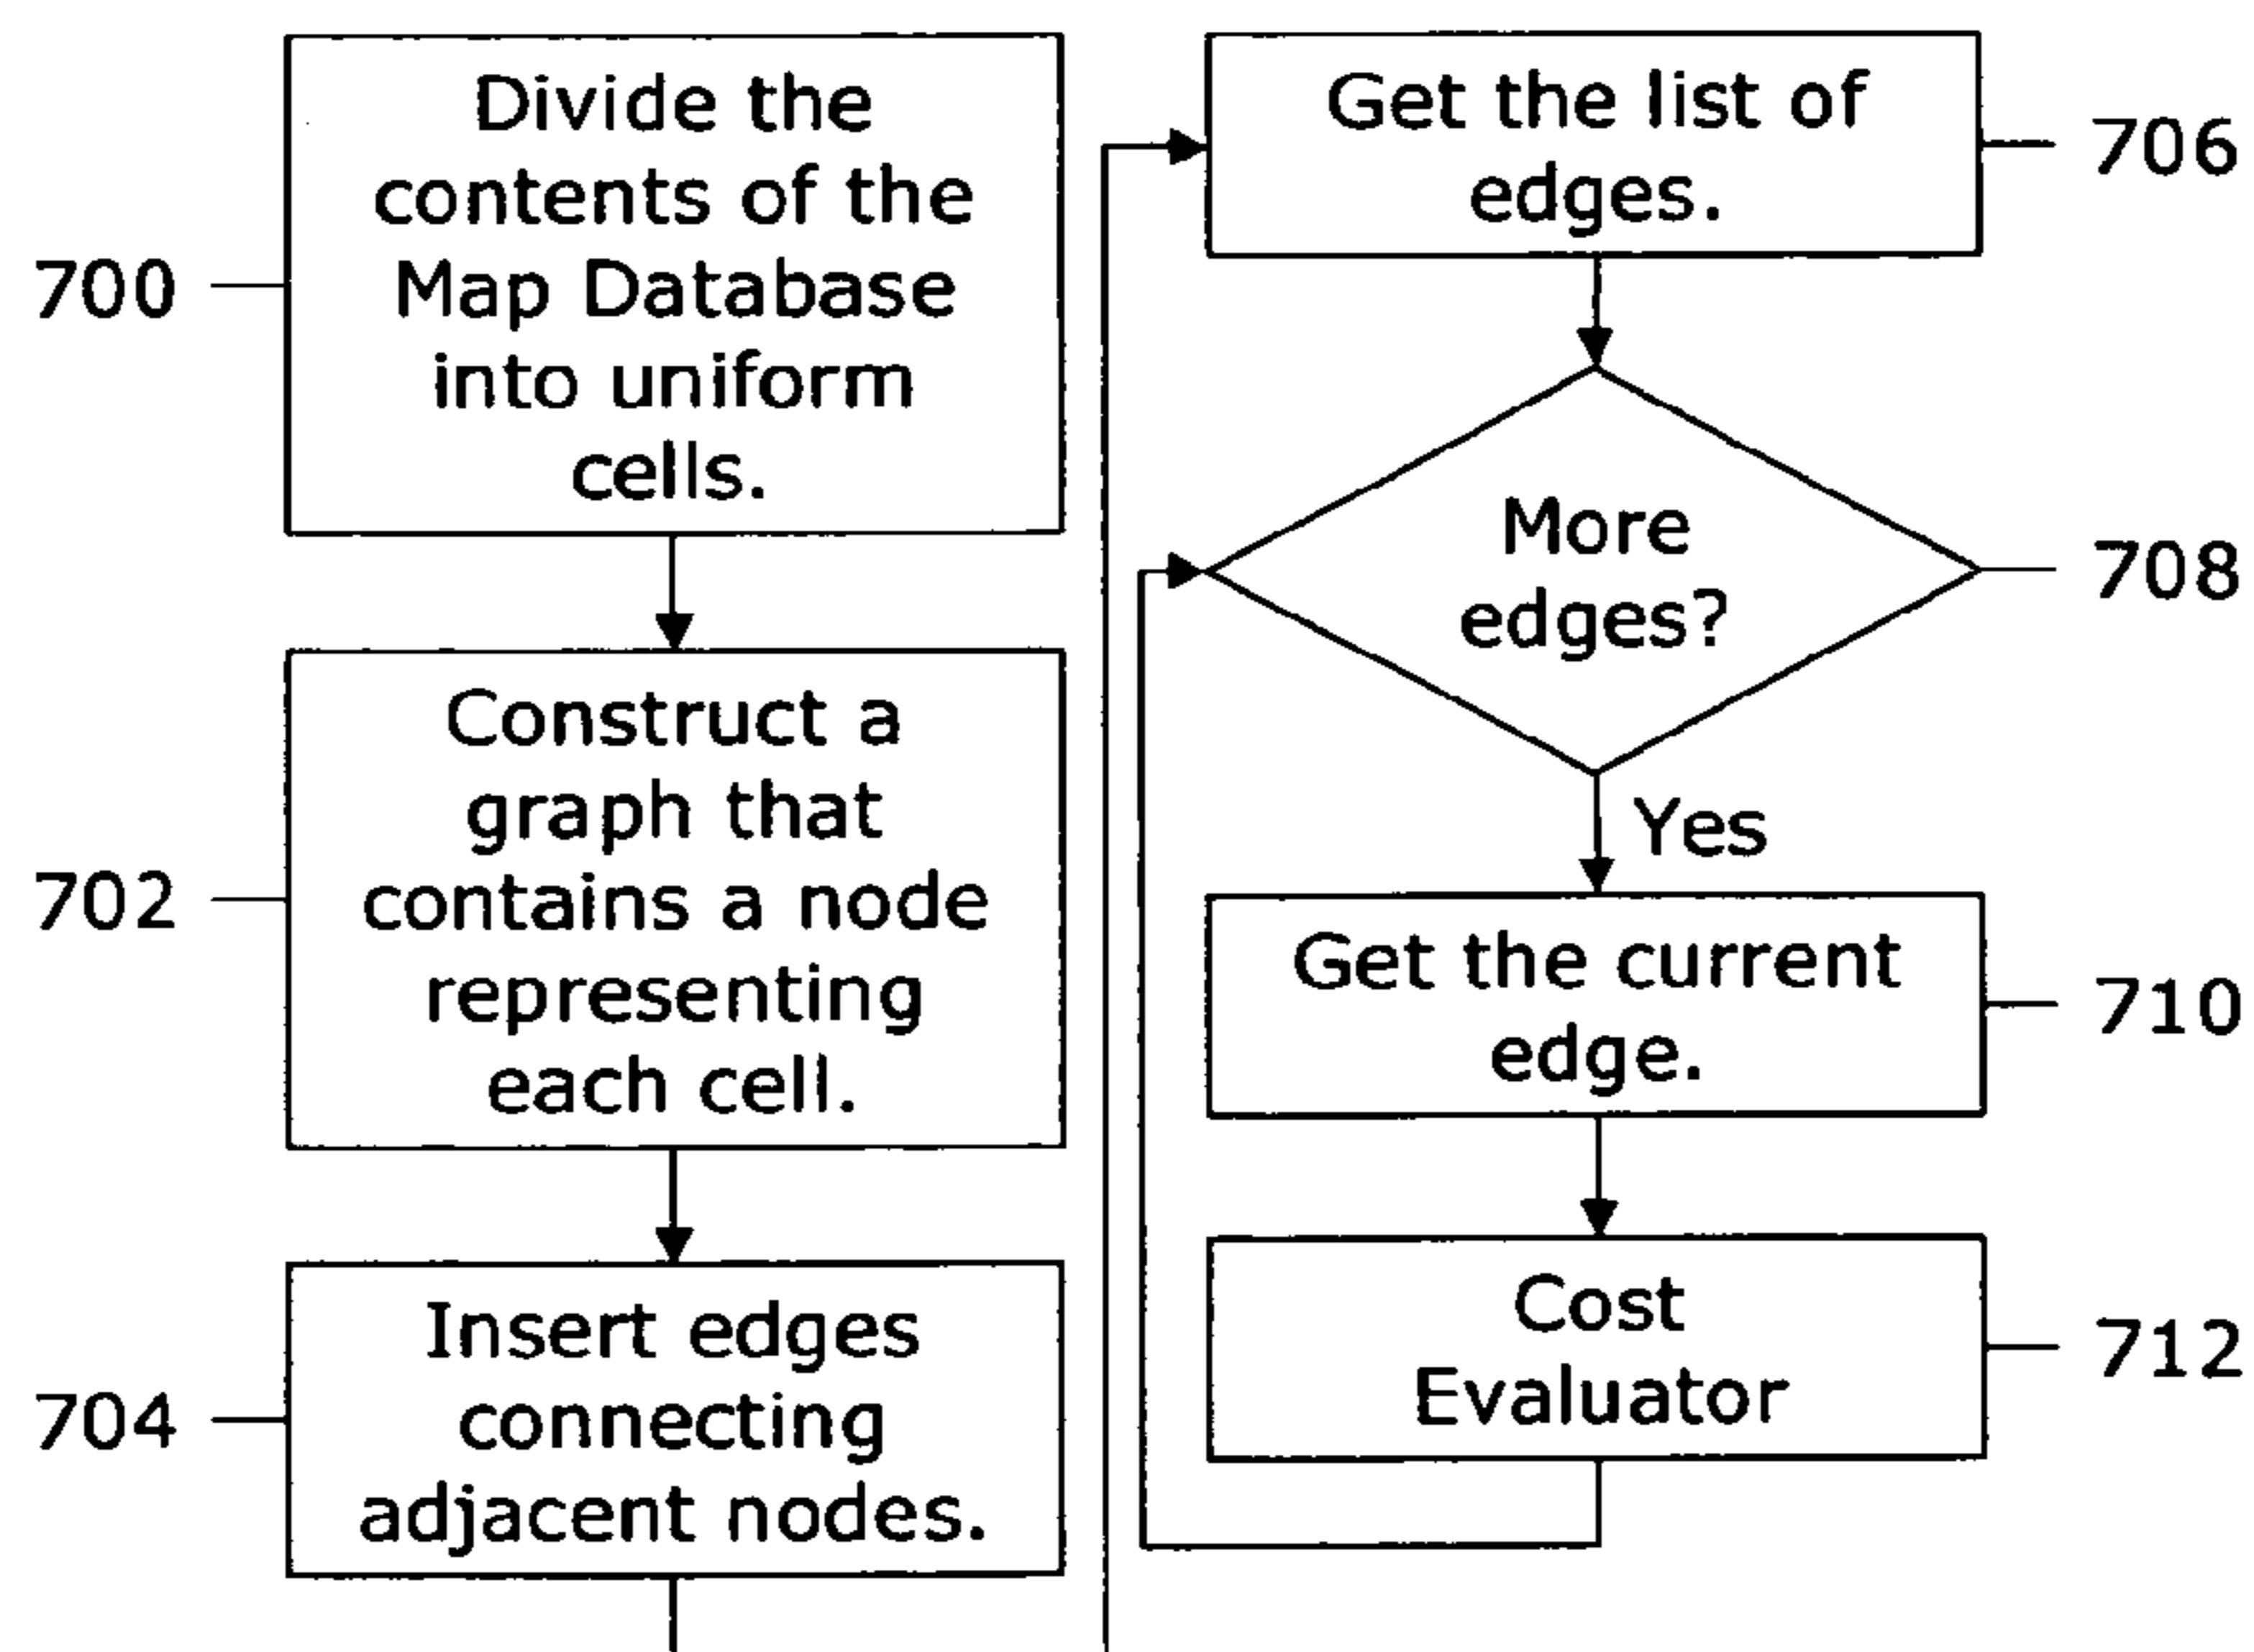 700
Divide the
contents of the
Map Database
into uniform
cells.
702
Construct a
graph that
contains a node
representing
each cell.
704
Insert edges
connecting
adjacent nodes.
Get the list of
edges.
706
More
edges?
708
Yes
Get the current
edge.
710
Cost
Evaluator
712